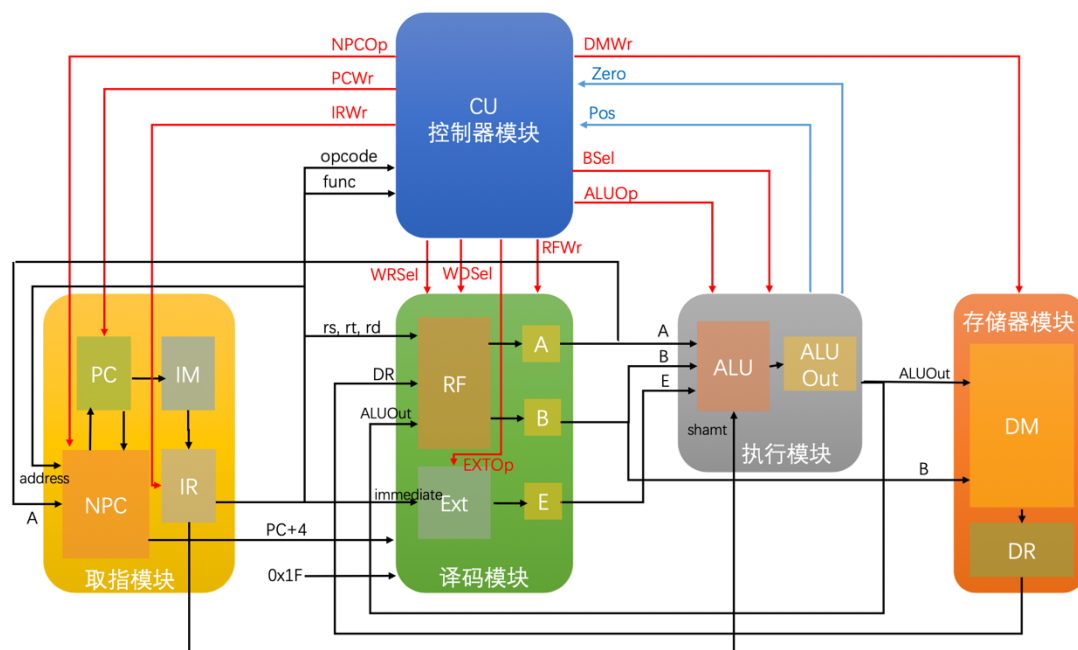 NPCOp
DMWr
PCWr
Zero
IRWr
CU
控制器模块
Pos
opcode
func
BSel
ALUOp
WRSel
WDSel
RFWr
rs, rt, rd
DR
ALUOut
RF
A
B
PC
IM
IR
NPC
address
A
取指模块
immediate
EXTOp
Ext
E
PC+4
0x1F
译码模块
A
B
E
ALU
ALU
Out
shamt
执行模块
存储器模块
ALUOut
DM
B
DR